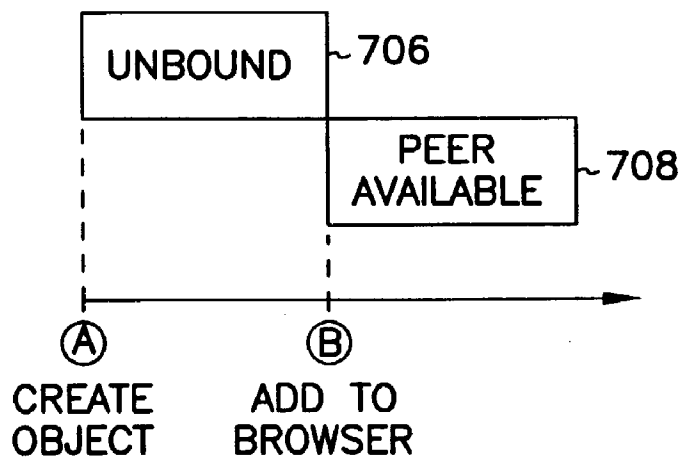 UNBOUND
706
PEER
AVAILABLE
708
A
B
CREATE
OBJECT
ADD TO
BROWSER